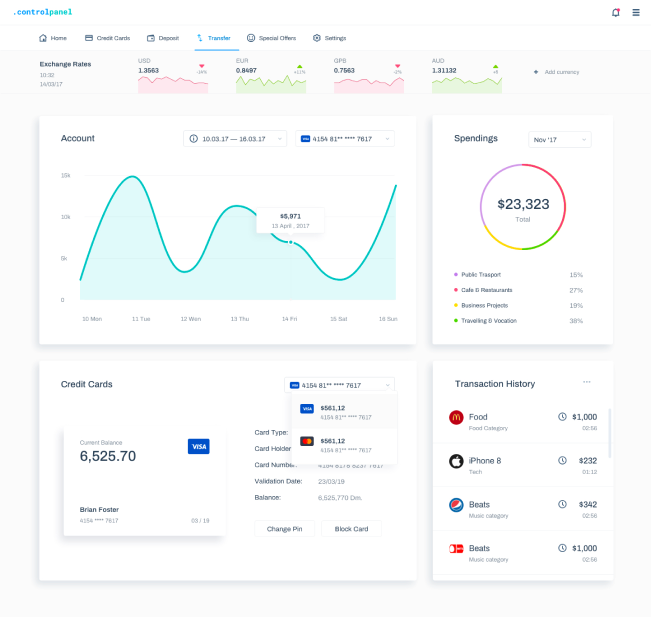 .controlpanel
Home
Credit Cards
Deposit
Transfer
Special Offers
Settings
Exchange Rates
10:32
14/03/17
USD
1.3563
-14%
EUR
0.8497
+11%
GPB
0.7563
-2%
AUD
1.31132
+8
Add currency
Account
10.03.17 — 16.03.17
VISA 4154 81** **** 7617
15k
10k
0k
0
$5,971
13 April , 2017
10 Mon
11 Tue
12 Wen
13 Thu
14 Fri
15 Sat
16 Sun
Spendings
Nov '17
$23,323
Total
Public Trasport 15%
Cafe & Restaurants 27%
Business Projects 19%
Travelling & Vocation 38%
Credit Cards
VISA 4154 81** **** 7617
VISA $561,12
4154 81** **** 7617
$561,12
4154 81** **** 7617
Current Balance
6,525.70
VISA
Brian Foster
4154 **** 7617
03 / 19
Card Type:
Card Holder
Card Number:
Validation Date: 23/03/19
Balance: 6,525,770 Dm.
Change Pin
Block Card
Transaction History
...
Food $1,000
Food Category 02:56
iPhone 8 $232
Tech 01:12
Beats $342
Music category 02:56
Beats $1,000
Music category 02:56